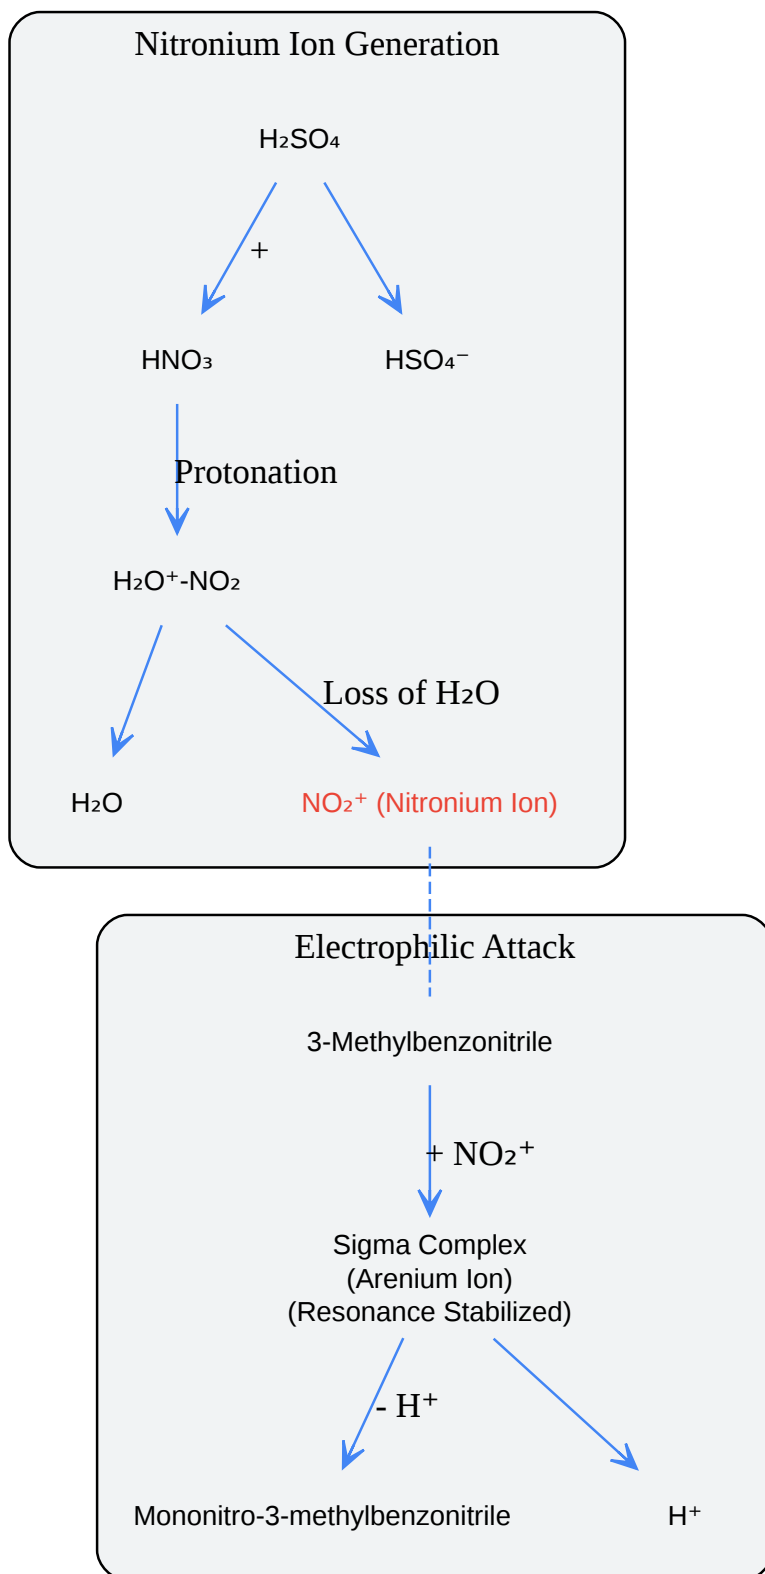 Nitronium Ion Generation
H₂SO₄
+
HNO₃
HSO₄⁻
Protonation
H₂O⁺-NO₂
Loss of H₂O
H₂O
NO₂⁺ (Nitronium Ion)
Electrophilic Attack
3-Methylbenzonitrile
+ NO₂⁺
Sigma Complex
(Arenium Ion)
(Resonance Stabilized)
- H⁺
Mononitro-3-methylbenzonitrile
H⁺